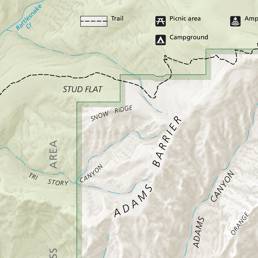 Rattlesnake
Cr
Trail
Picnic area
Amp
Campground
STUD FLAT
SNOW RIDGE
AREA
TRI STORY CANYON
ADAMS BARRIER
ADAMS CANYON
ORANGE
SS